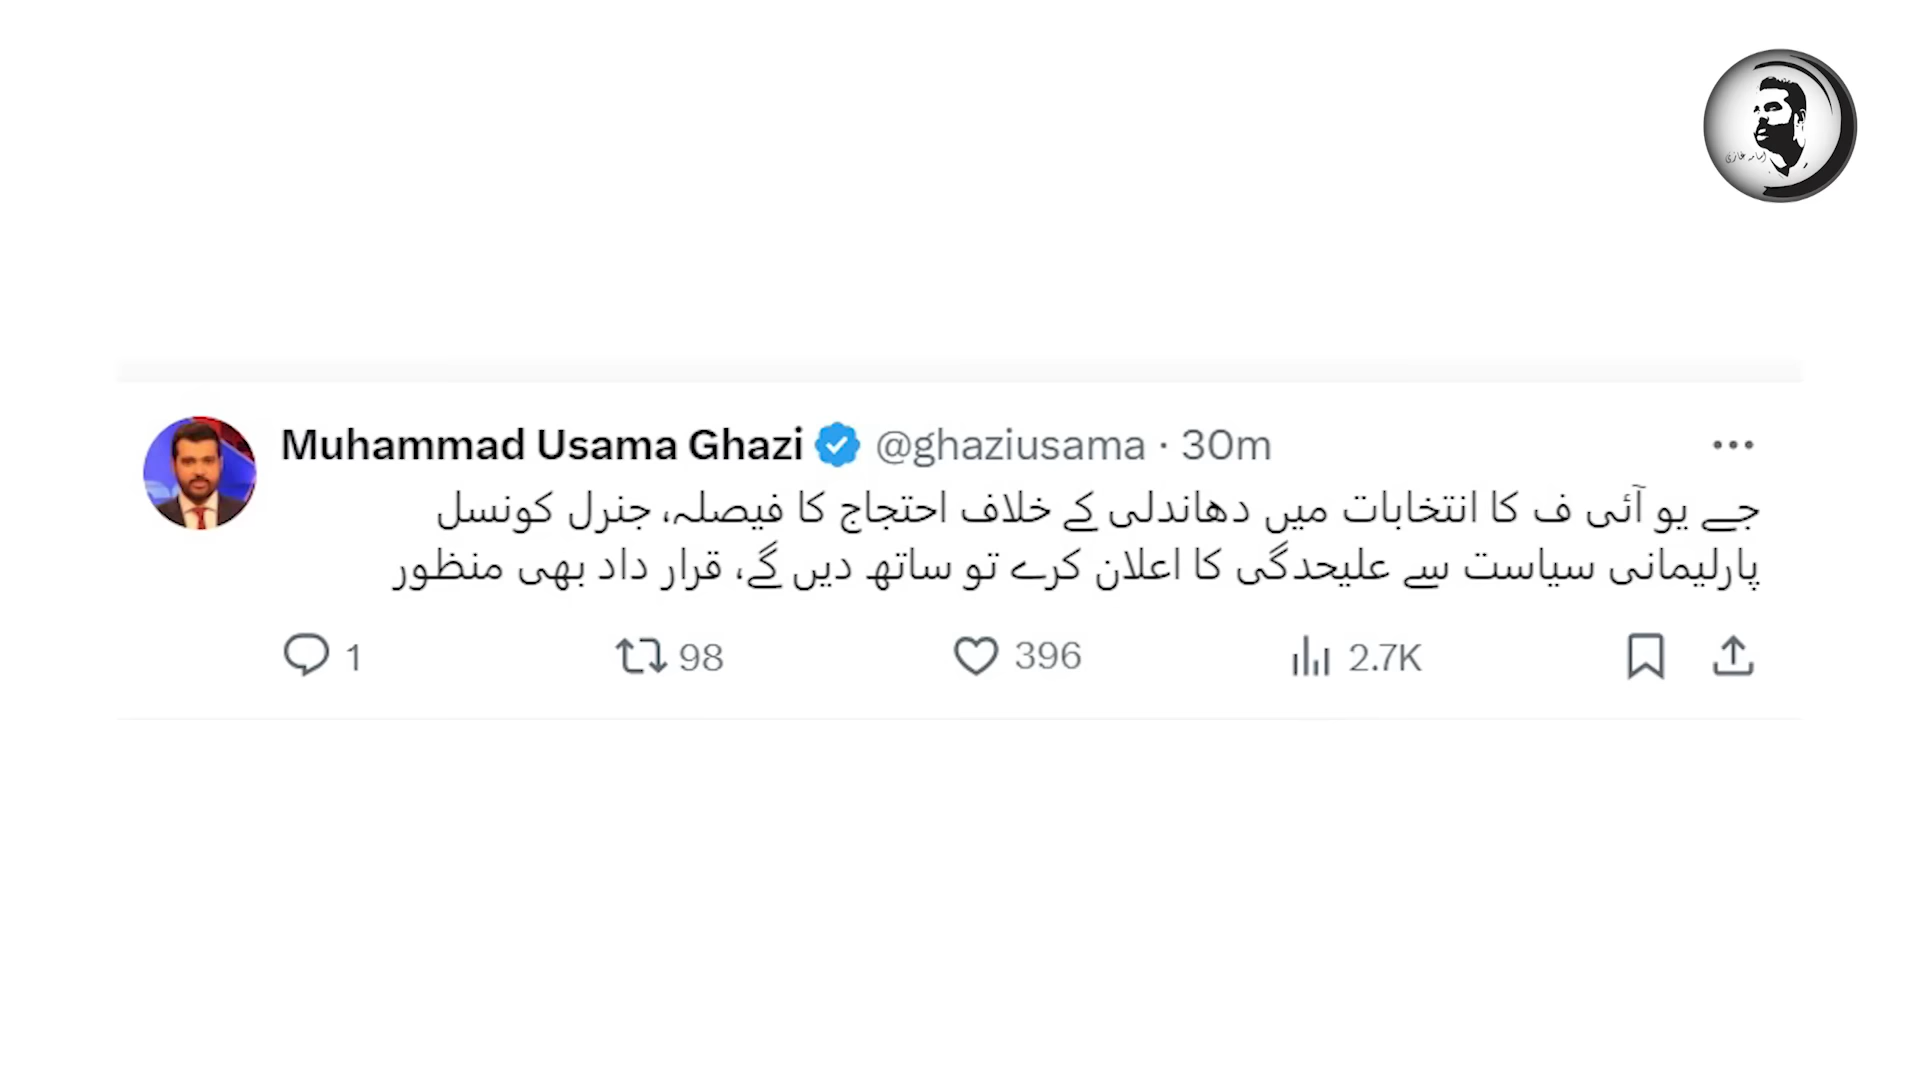 اسامہ غازی
Muhammad Usama Ghazi @ghaziusama · 30m
جے یو آئی ف کا انتخابات میں دھاندلی کے خلاف احتجاج کا فیصلہ، جنرل کونسل
پارلیمانی سیاست سے علیحدگی کا اعلان کرے تو ساتھ دیں گے، قرار داد بھی منظور
1 98 396 2.7K